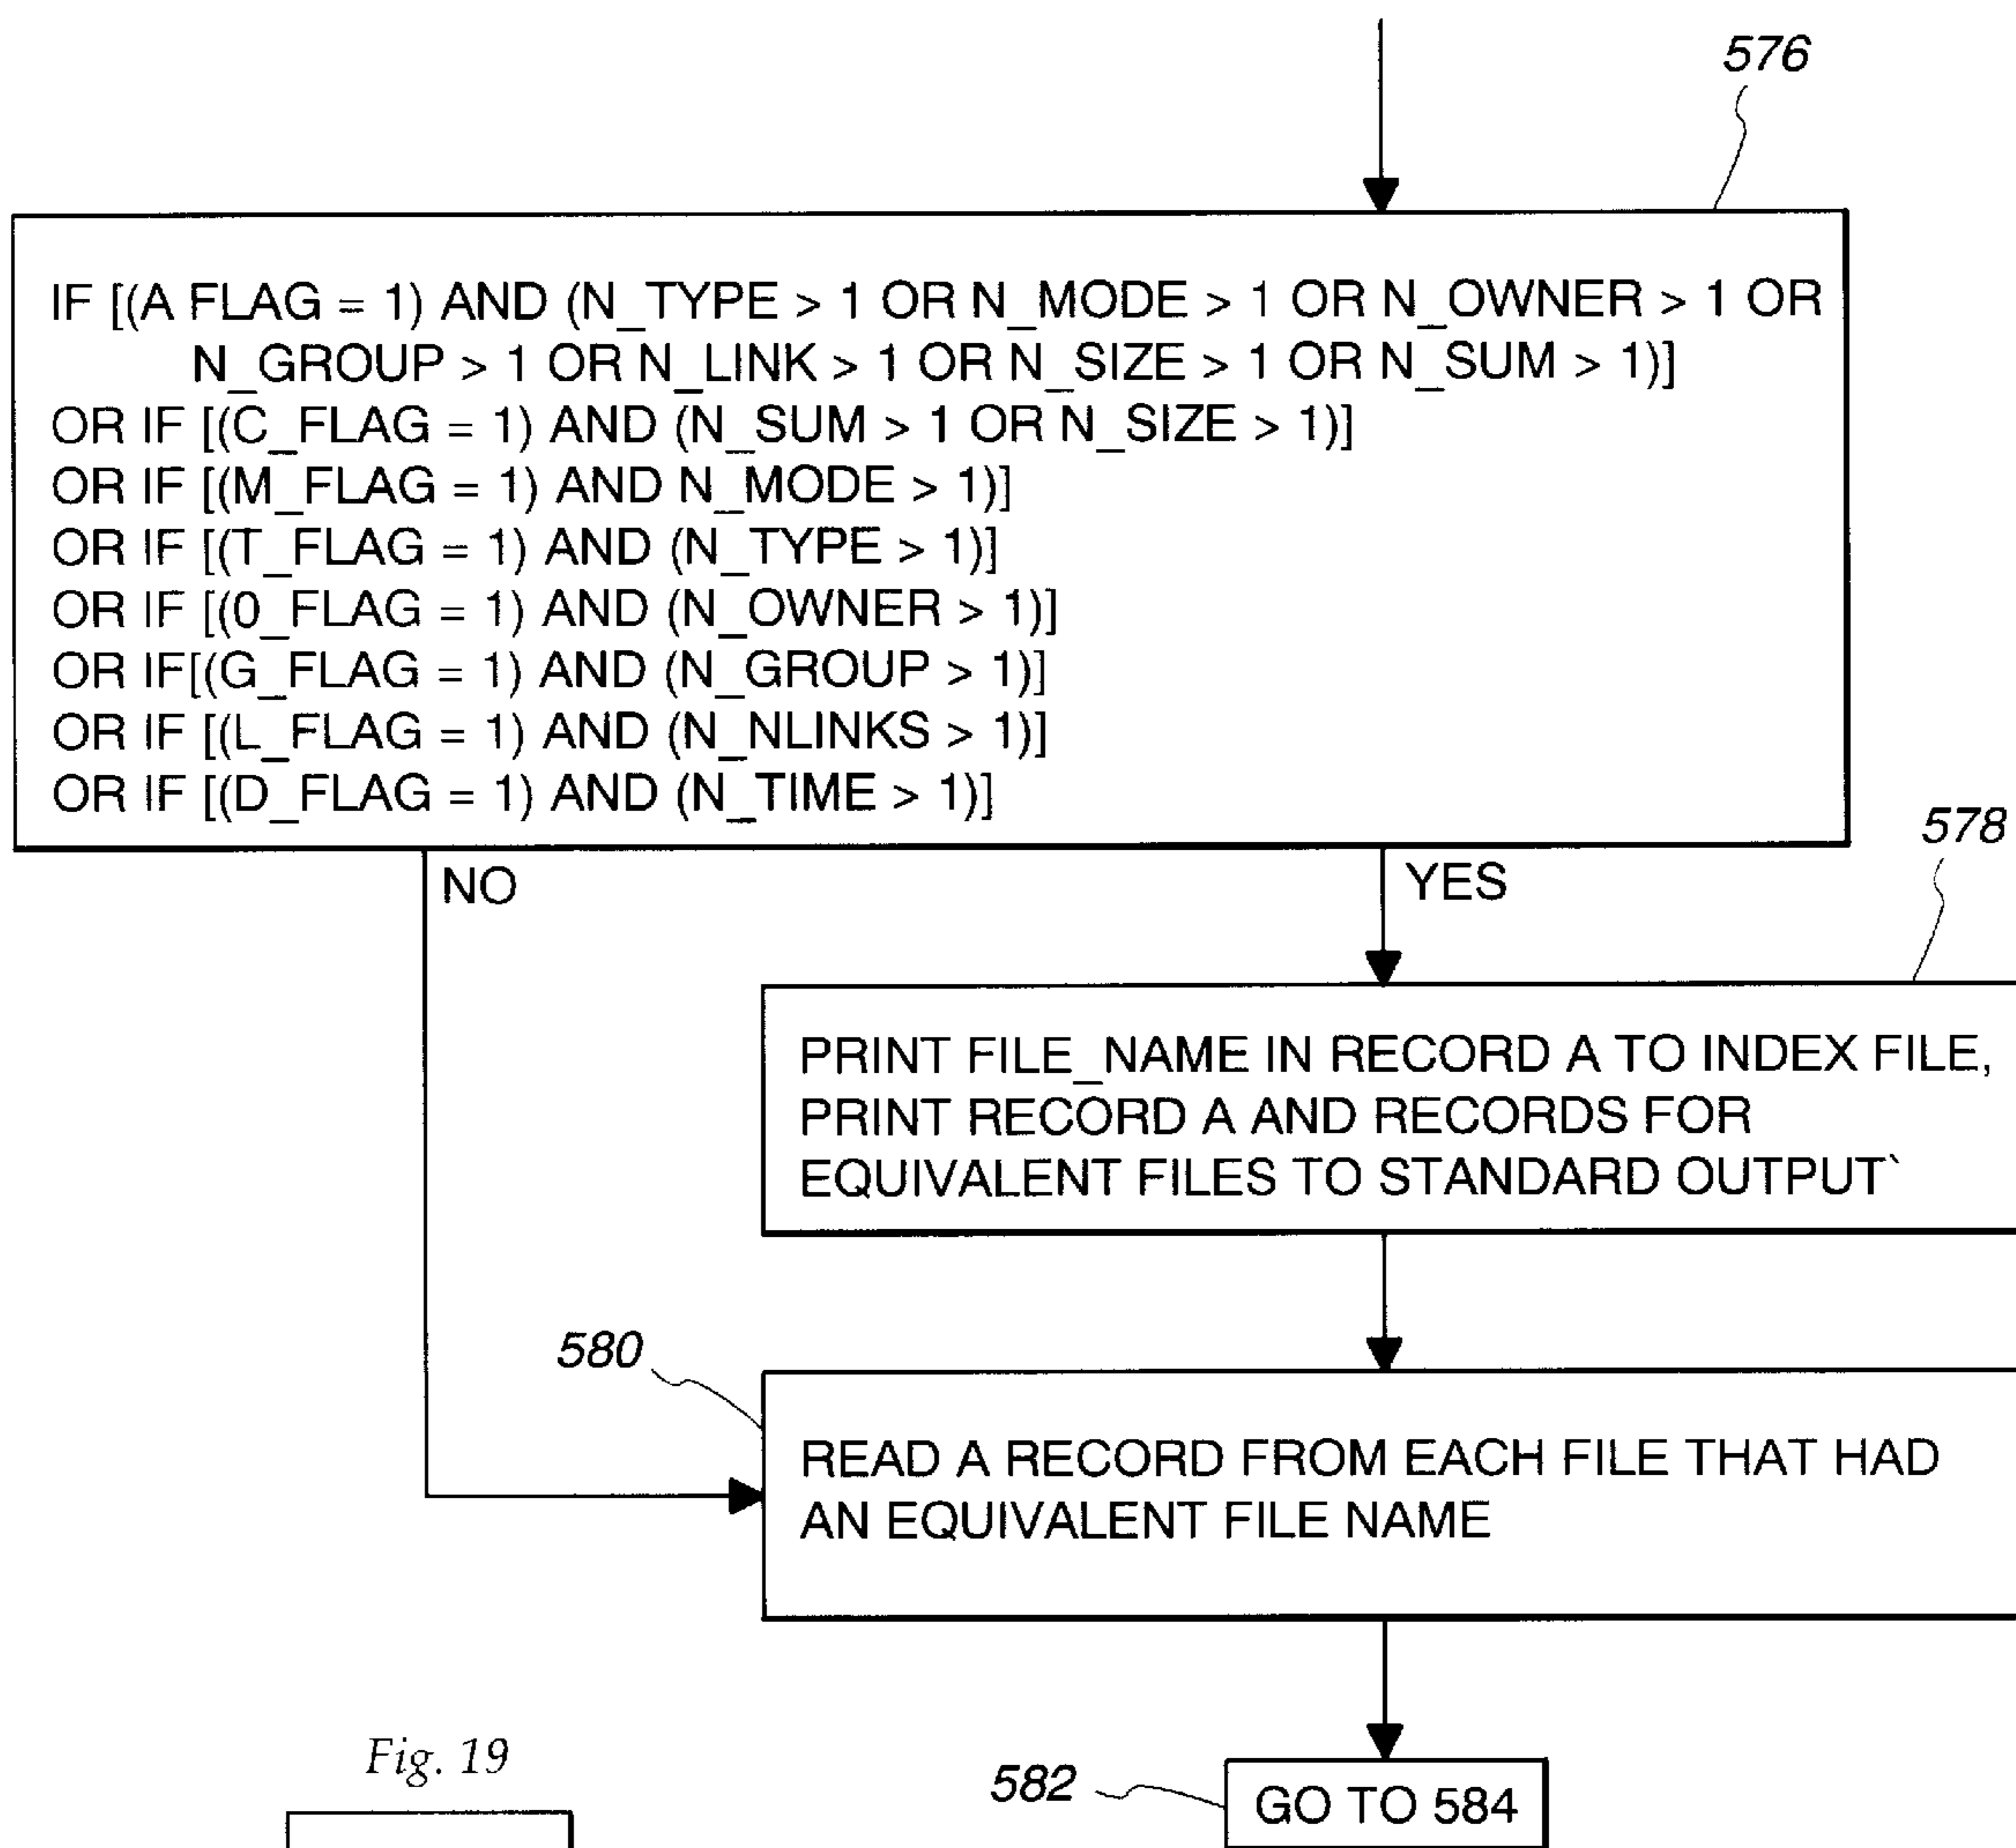 576
IF [(A FLAG = 1) AND (N_TYPE > 1 OR N_MODE > 1 OR N_OWNER > 1 OR
N_GROUP > 1 OR N_LINK > 1 OR N_SIZE > 1 OR N_SUM > 1)]
OR IF [(C_FLAG = 1) AND (N_SUM > 1 OR N_SIZE > 1)]
OR IF [(M_FLAG = 1) AND N_MODE > 1)]
OR IF [(T_FLAG = 1) AND (N_TYPE > 1)]
OR IF [(0_FLAG = 1) AND (N_OWNER > 1)]
OR IF[(G_FLAG = 1) AND (N_GROUP > 1)]
OR IF [(L_FLAG = 1) AND (N_NLINKS > 1)]
OR IF [(D_FLAG = 1) AND (N_TIME > 1)]
578
NO
YES
PRINT FILE_NAME IN RECORD A TO INDEX FILE,
PRINT RECORD A AND RECORDS FOR
EQUIVALENT FILES TO STANDARD OUTPUT`
580
READ A RECORD FROM EACH FILE THAT HAD
AN EQUIVALENT FILE NAME
Fig. 19
582
GO TO 584